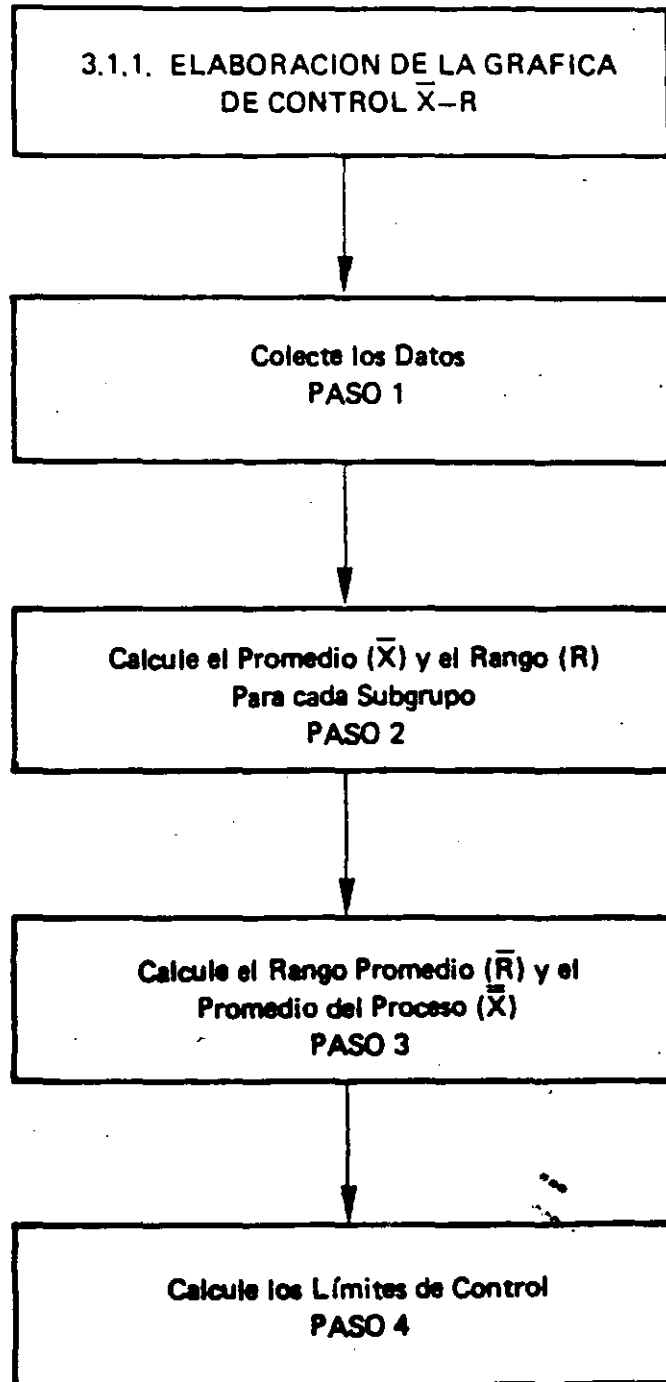 3.1.1. ELABORACION DE LA GRAFICA
DE CONTROL X̅–R
Colecte los Datos
PASO 1
Calcule el Promedio (X̅) y el Rango (R)
Para cada Subgrupo
PASO 2
Calcule el Rango Promedio (R̅) y el
Promedio del Proceso (X̿)
PASO 3
Calcule los Límites de Control
PASO 4